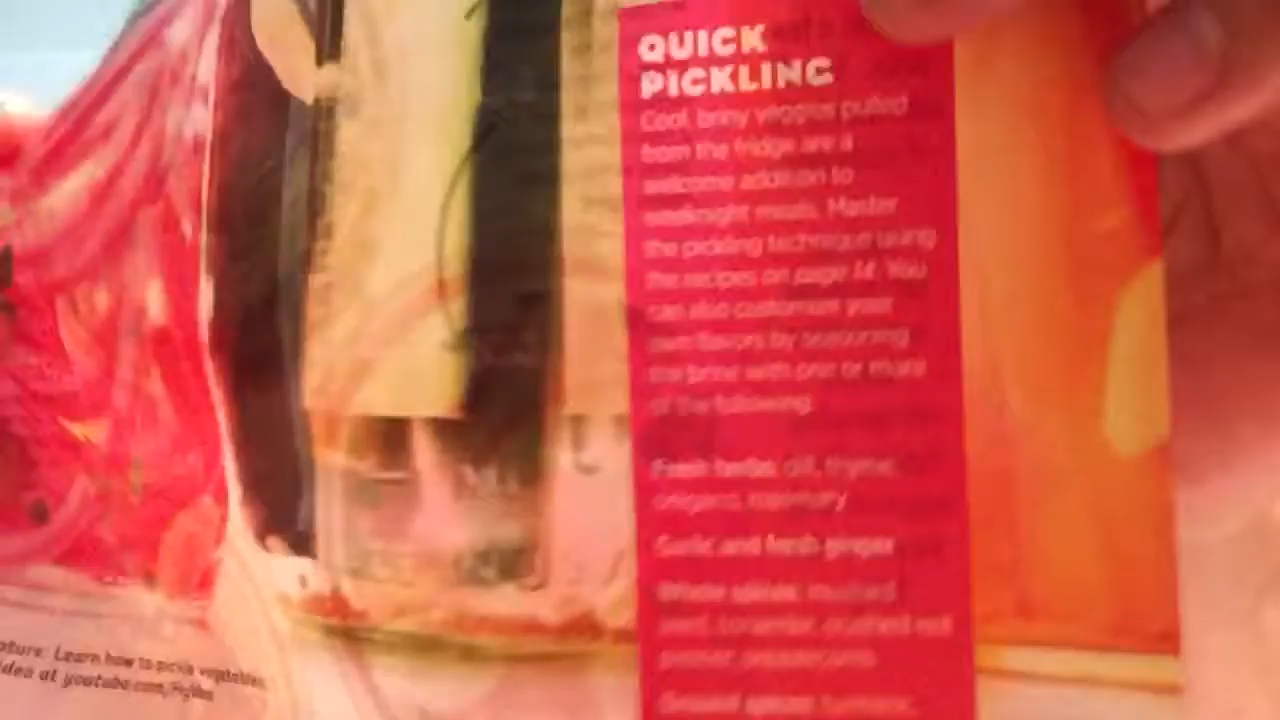 QUICK
PICKLING
Cool, briny veggies pulled
from the fridge are a
welcome addition to
weeknight meals. Master
the pickling technique using
the recipes on page 14. You
can also customize your
own flavors by seasoning
the brine with one or more
of the following:
Fresh herbs: dill, thyme,
oregano, rosemary
Garlic and fresh ginger
Whole spices: mustard
seed, coriander, crushed red
pepper, peppercorns
Ground spices: turmeric,
ature: Learn how to pickle vegetables
ideo at youtube.com/